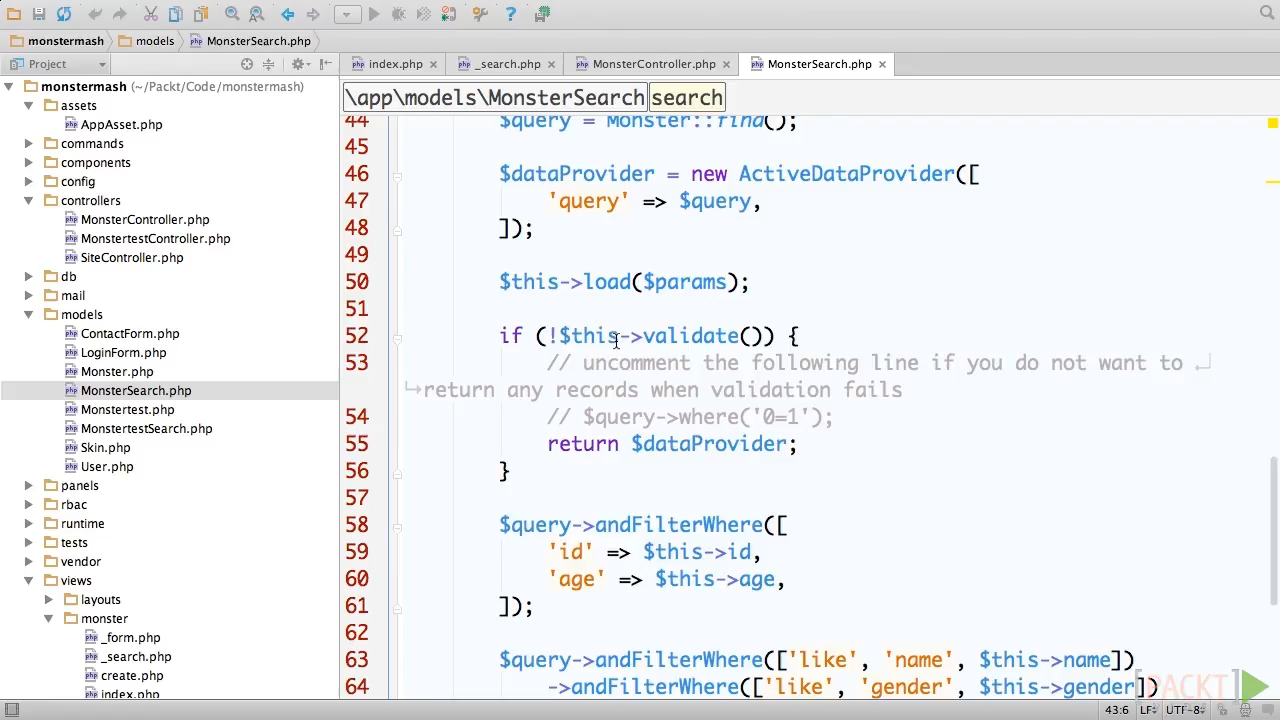 monstermash
models
MonsterSearch.php
Project
index.php
_search.php
MonsterController.php
MonsterSearch.php
monstermash (~/Packt/Code/monstermash)
assets
AppAsset.php
commands
components
config
controllers
MonsterController.php
MonstertestController.php
SiteController.php
db
mail
models
ContactForm.php
LoginForm.php
Monster.php
MonsterSearch.php
Monstertest.php
MonstertestSearch.php
Skin.php
User.php
panels
rbac
runtime
tests
vendor
views
layouts
monster
_form.php
_search.php
create.php
index.php
\app\models\MonsterSearch search
44 $query = Monster::find();
45
46 $dataProvider = new ActiveDataProvider([
47 'query' => $query,
48 ]);
49
50 $this->load($params);
51
52 if (!$this->validate()) {
53 // uncomment the following line if you do not want to
return any records when validation fails
54 // $query->where('0=1');
55 return $dataProvider;
56 }
57
58 $query->andFilterWhere([
59 'id' => $this->id,
60 'age' => $this->age,
61 ]);
62
63 $query->andFilterWhere(['like', 'name', $this->name])
64 ->andFilterWhere(['like', 'gender', $this->gender])
[PACKT]
43:6 LF UTF-8